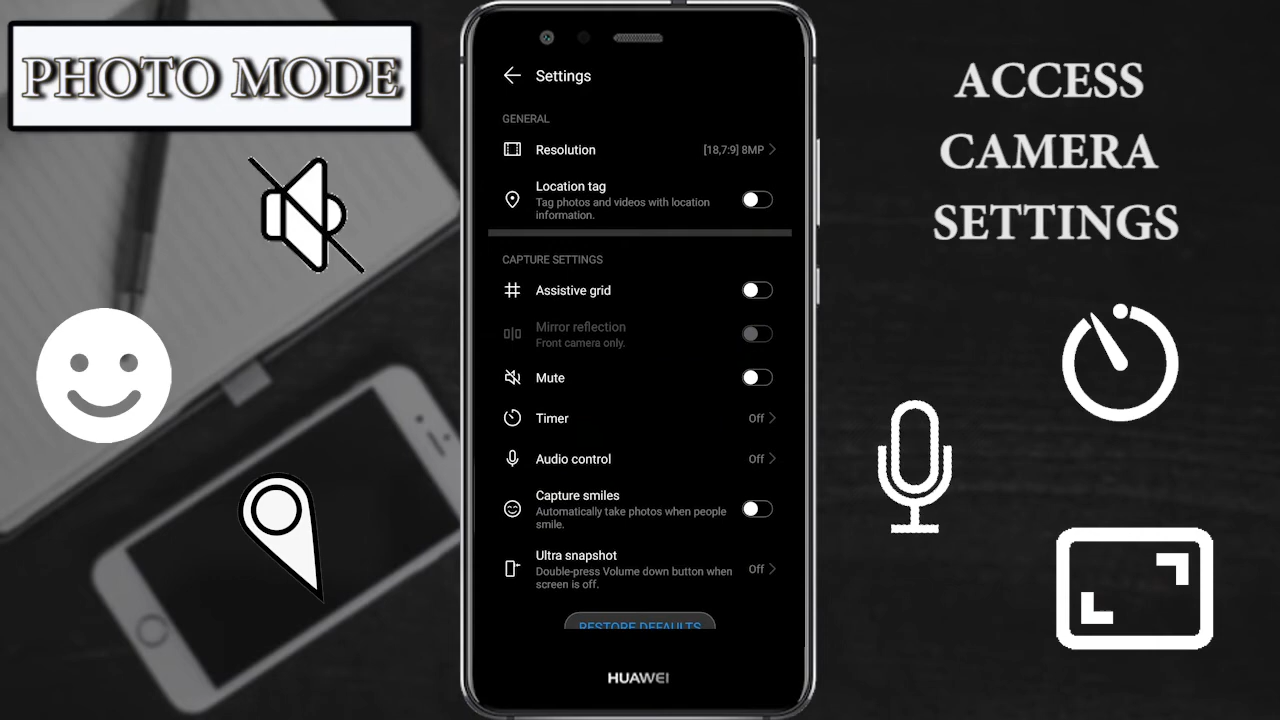 PHOTO MODE
Settings
GENERAL
Resolution [18,7:9] 8MP
Location tag
Tag photos and videos with location
information.
CAPTURE SETTINGS
Assistive grid
Mirror reflection
Front camera only.
Mute
Timer Off
Audio control Off
Capture smiles
Automatically take photos when people
smile.
Ultra snapshot
Double-press Volume down button when
screen is off.
Off
RESTORE DEFAULTS
HUAWEI
ACCESS
CAMERA
SETTINGS